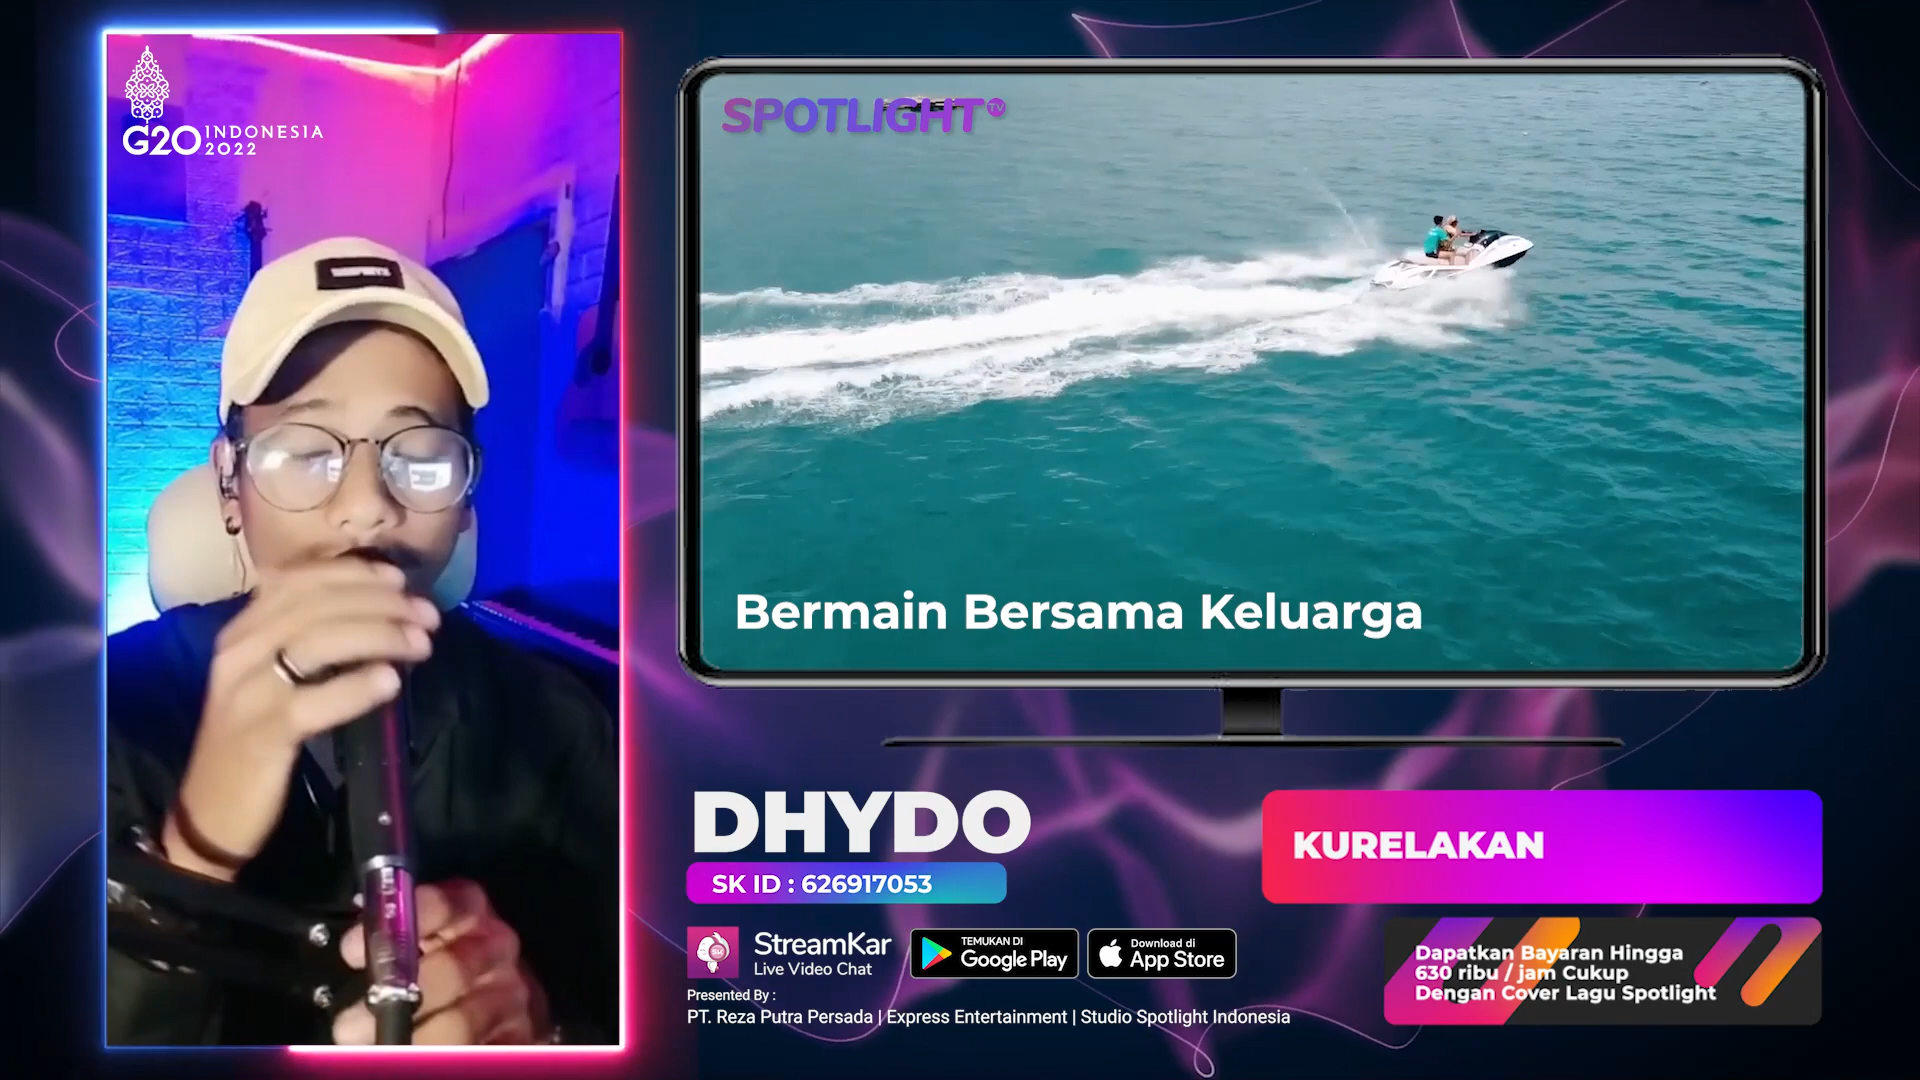 G20 INDONESIA
2022
SPOTLIGHT TV
Bermain Bersama Keluarga
DHYDO
SK ID : 626917053
KURELAKAN
StreamKar
Live Video Chat
TEMUKAN DI
Google Play
Download di
App Store
Dapatkan Bayaran Hingga
630 ribu / jam Cukup
Dengan Cover Lagu Spotlight
Presented By :
PT. Reza Putra Persada | Express Entertainment | Studio Spotlight Indonesia